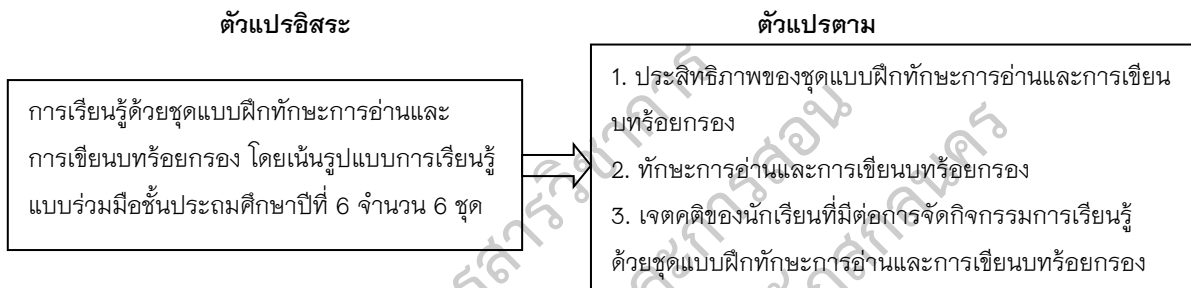 ตัวแปรอิสระ
ตัวแปรตาม
การเรียนรู้ด้วยชุดแบบฝึกทักษะการอ่านและ
การเขียนบทร้อยกรอง โดยเน้นรูปแบบการเรียนรู้
แบบร่วมมือชั้นประถมศึกษาปีที่ 6 จำนวน 6 ชุด
1. ประสิทธิภาพของชุดแบบฝึกทักษะการอ่านและการเขียน
บทร้อยกรอง
2. ทักษะการอ่านและการเขียนบทร้อยกรอง
3. เจตคติของนักเรียนที่มีต่อการจัดกิจกรรมการเรียนรู้
ด้วยชุดแบบฝึกทักษะการอ่านและการเขียนบทร้อยกรอง